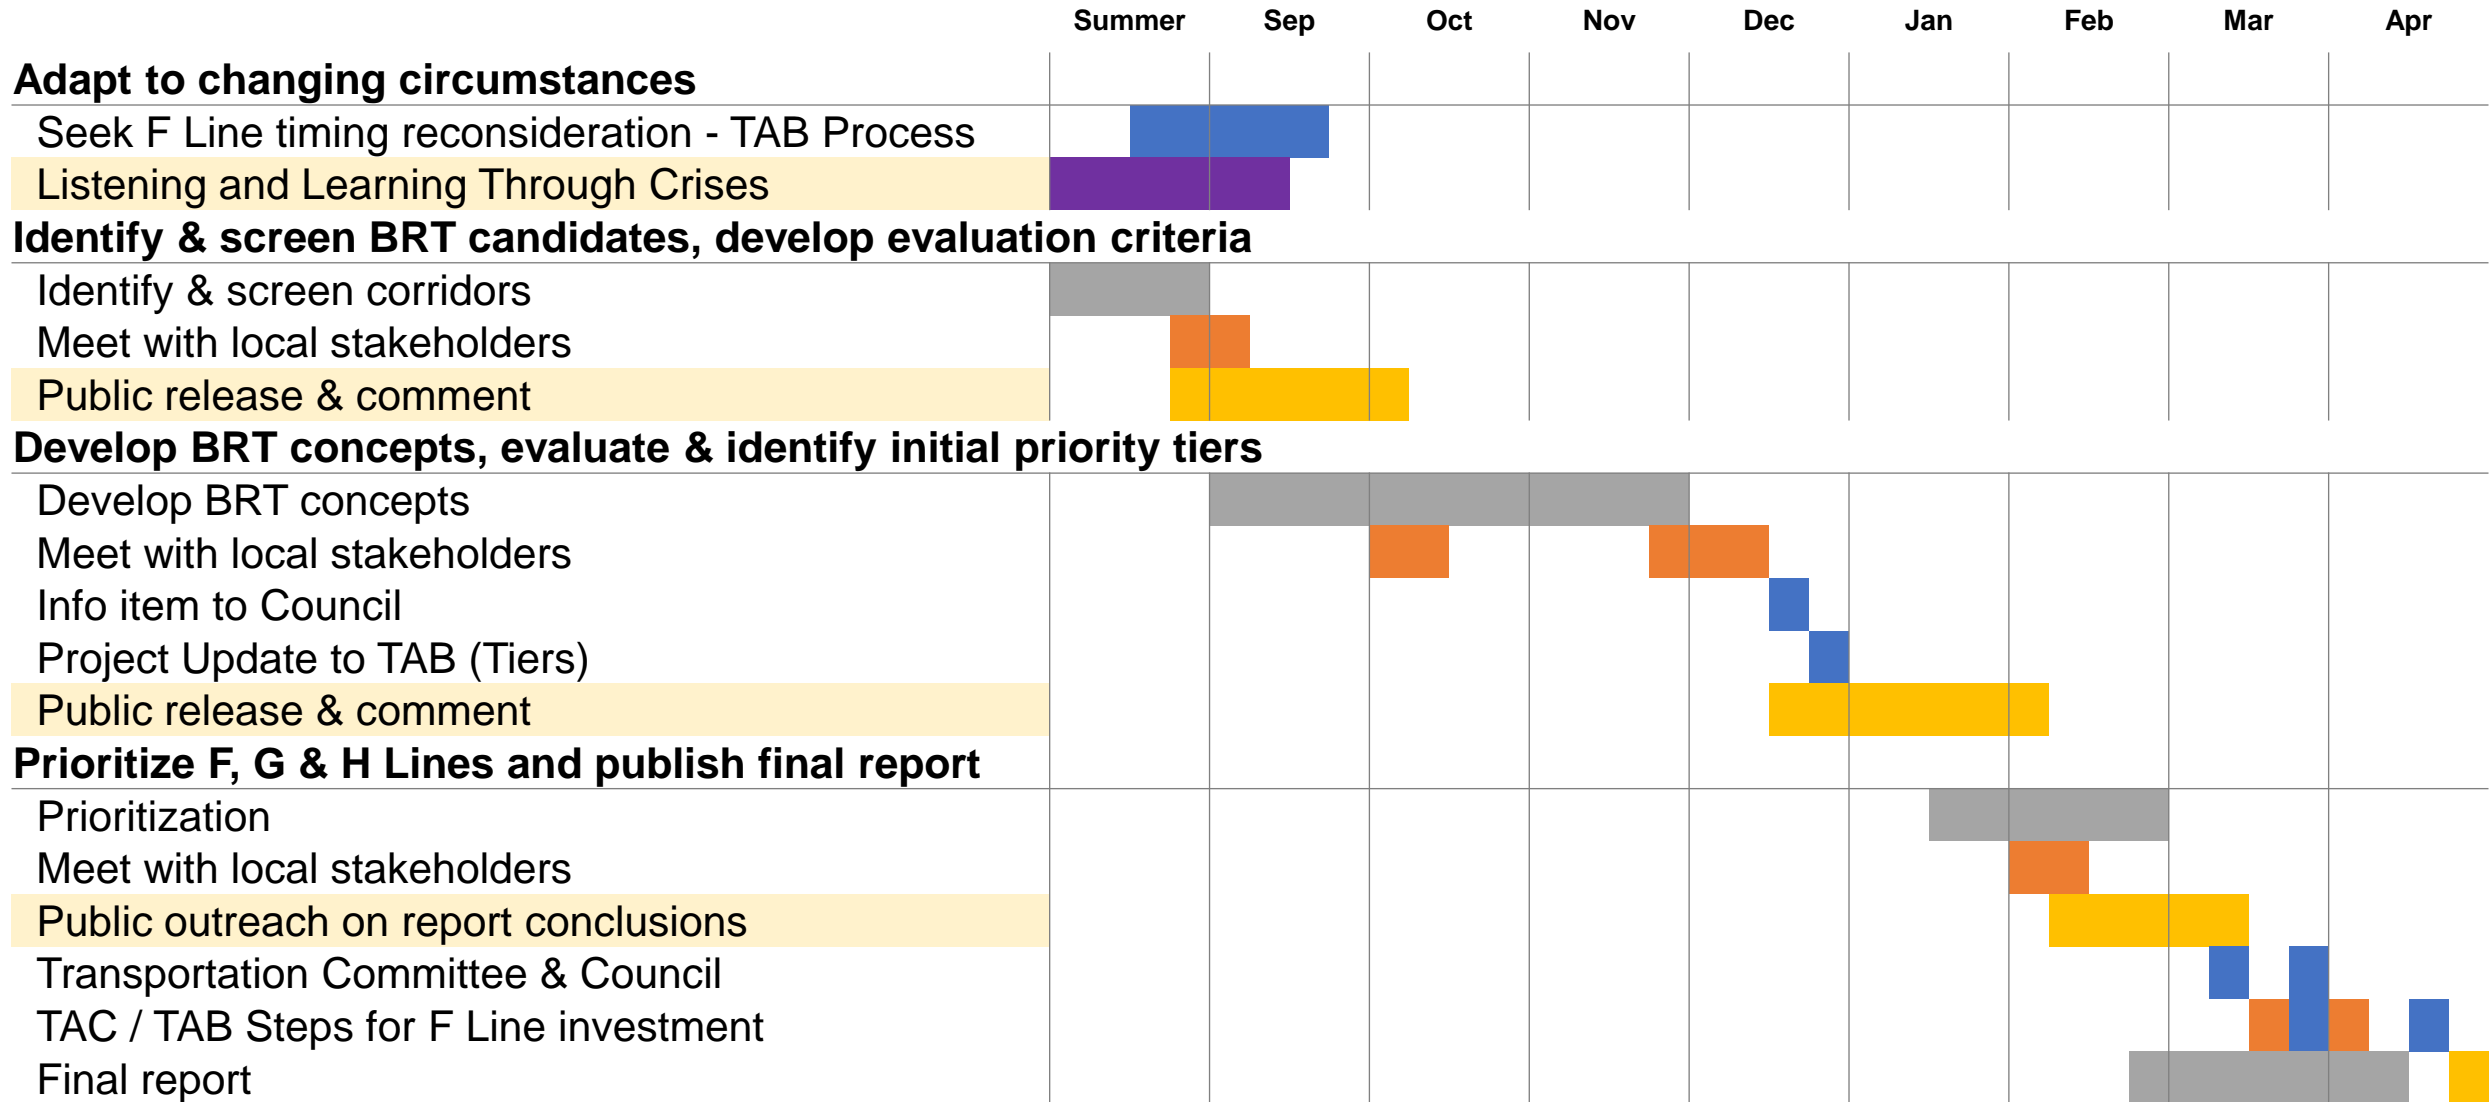 Summer Sep Oct Nov Dec Jan Feb Mar Apr
Adapt to changing circumstances
Seek F Line timing reconsideration - TAB Process
Listening and Learning Through Crises
Identify & screen BRT candidates, develop evaluation criteria
Identify & screen corridors
Meet with local stakeholders
Public release & comment
Develop BRT concepts, evaluate & identify initial priority tiers
Develop BRT concepts
Meet with local stakeholders
Info item to Council
Project Update to TAB (Tiers)
Public release & comment
Prioritize F, G & H Lines and publish final report
Prioritization
Meet with local stakeholders
Public outreach on report conclusions
Transportation Committee & Council
TAC / TAB Steps for F Line investment
Final report